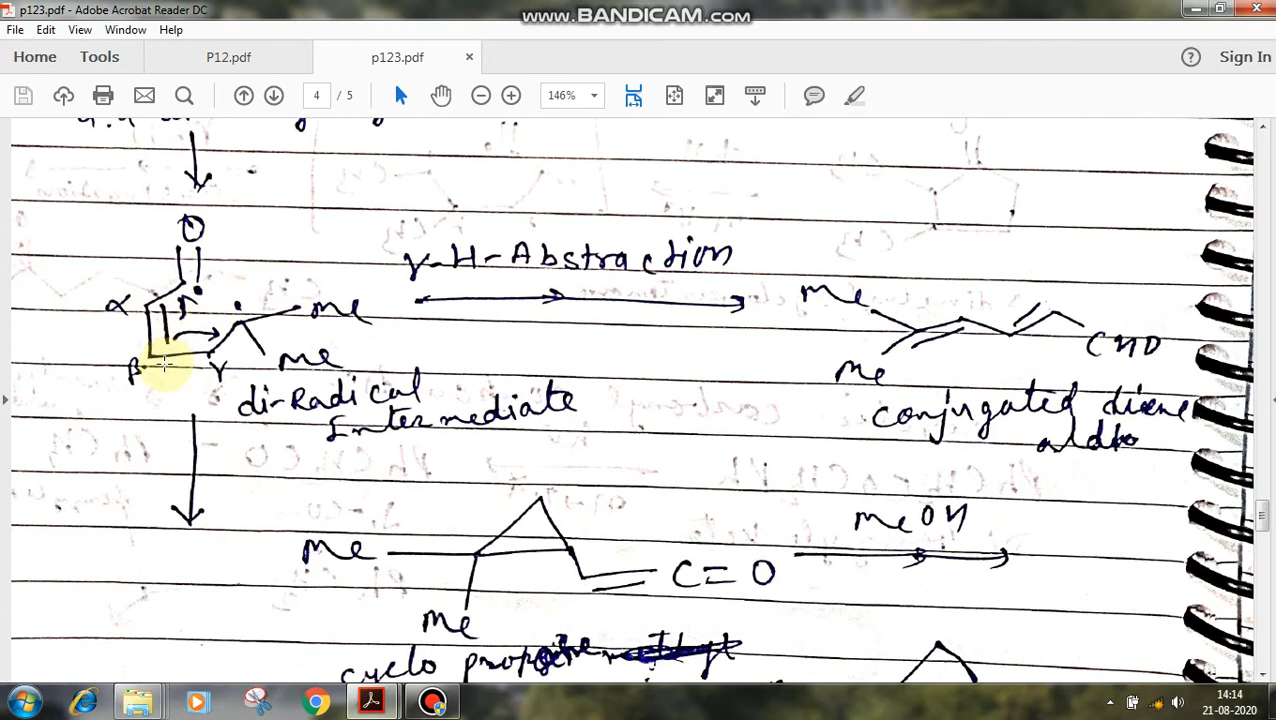 p123.pdf - Adobe Acrobat Reader DC
www.BANDICAM.com
File Edit View Window Help
Home Tools P12.pdf p123.pdf × ? Sign In
4 / 5 146%
O
γ-H-Abstraction
α
Me
Me
CHO
β γ Me
Me
di-Radical
Intermediate
conjugated diene
MeOH
Me C=O
Me
cyclo
14:14
21-08-2020